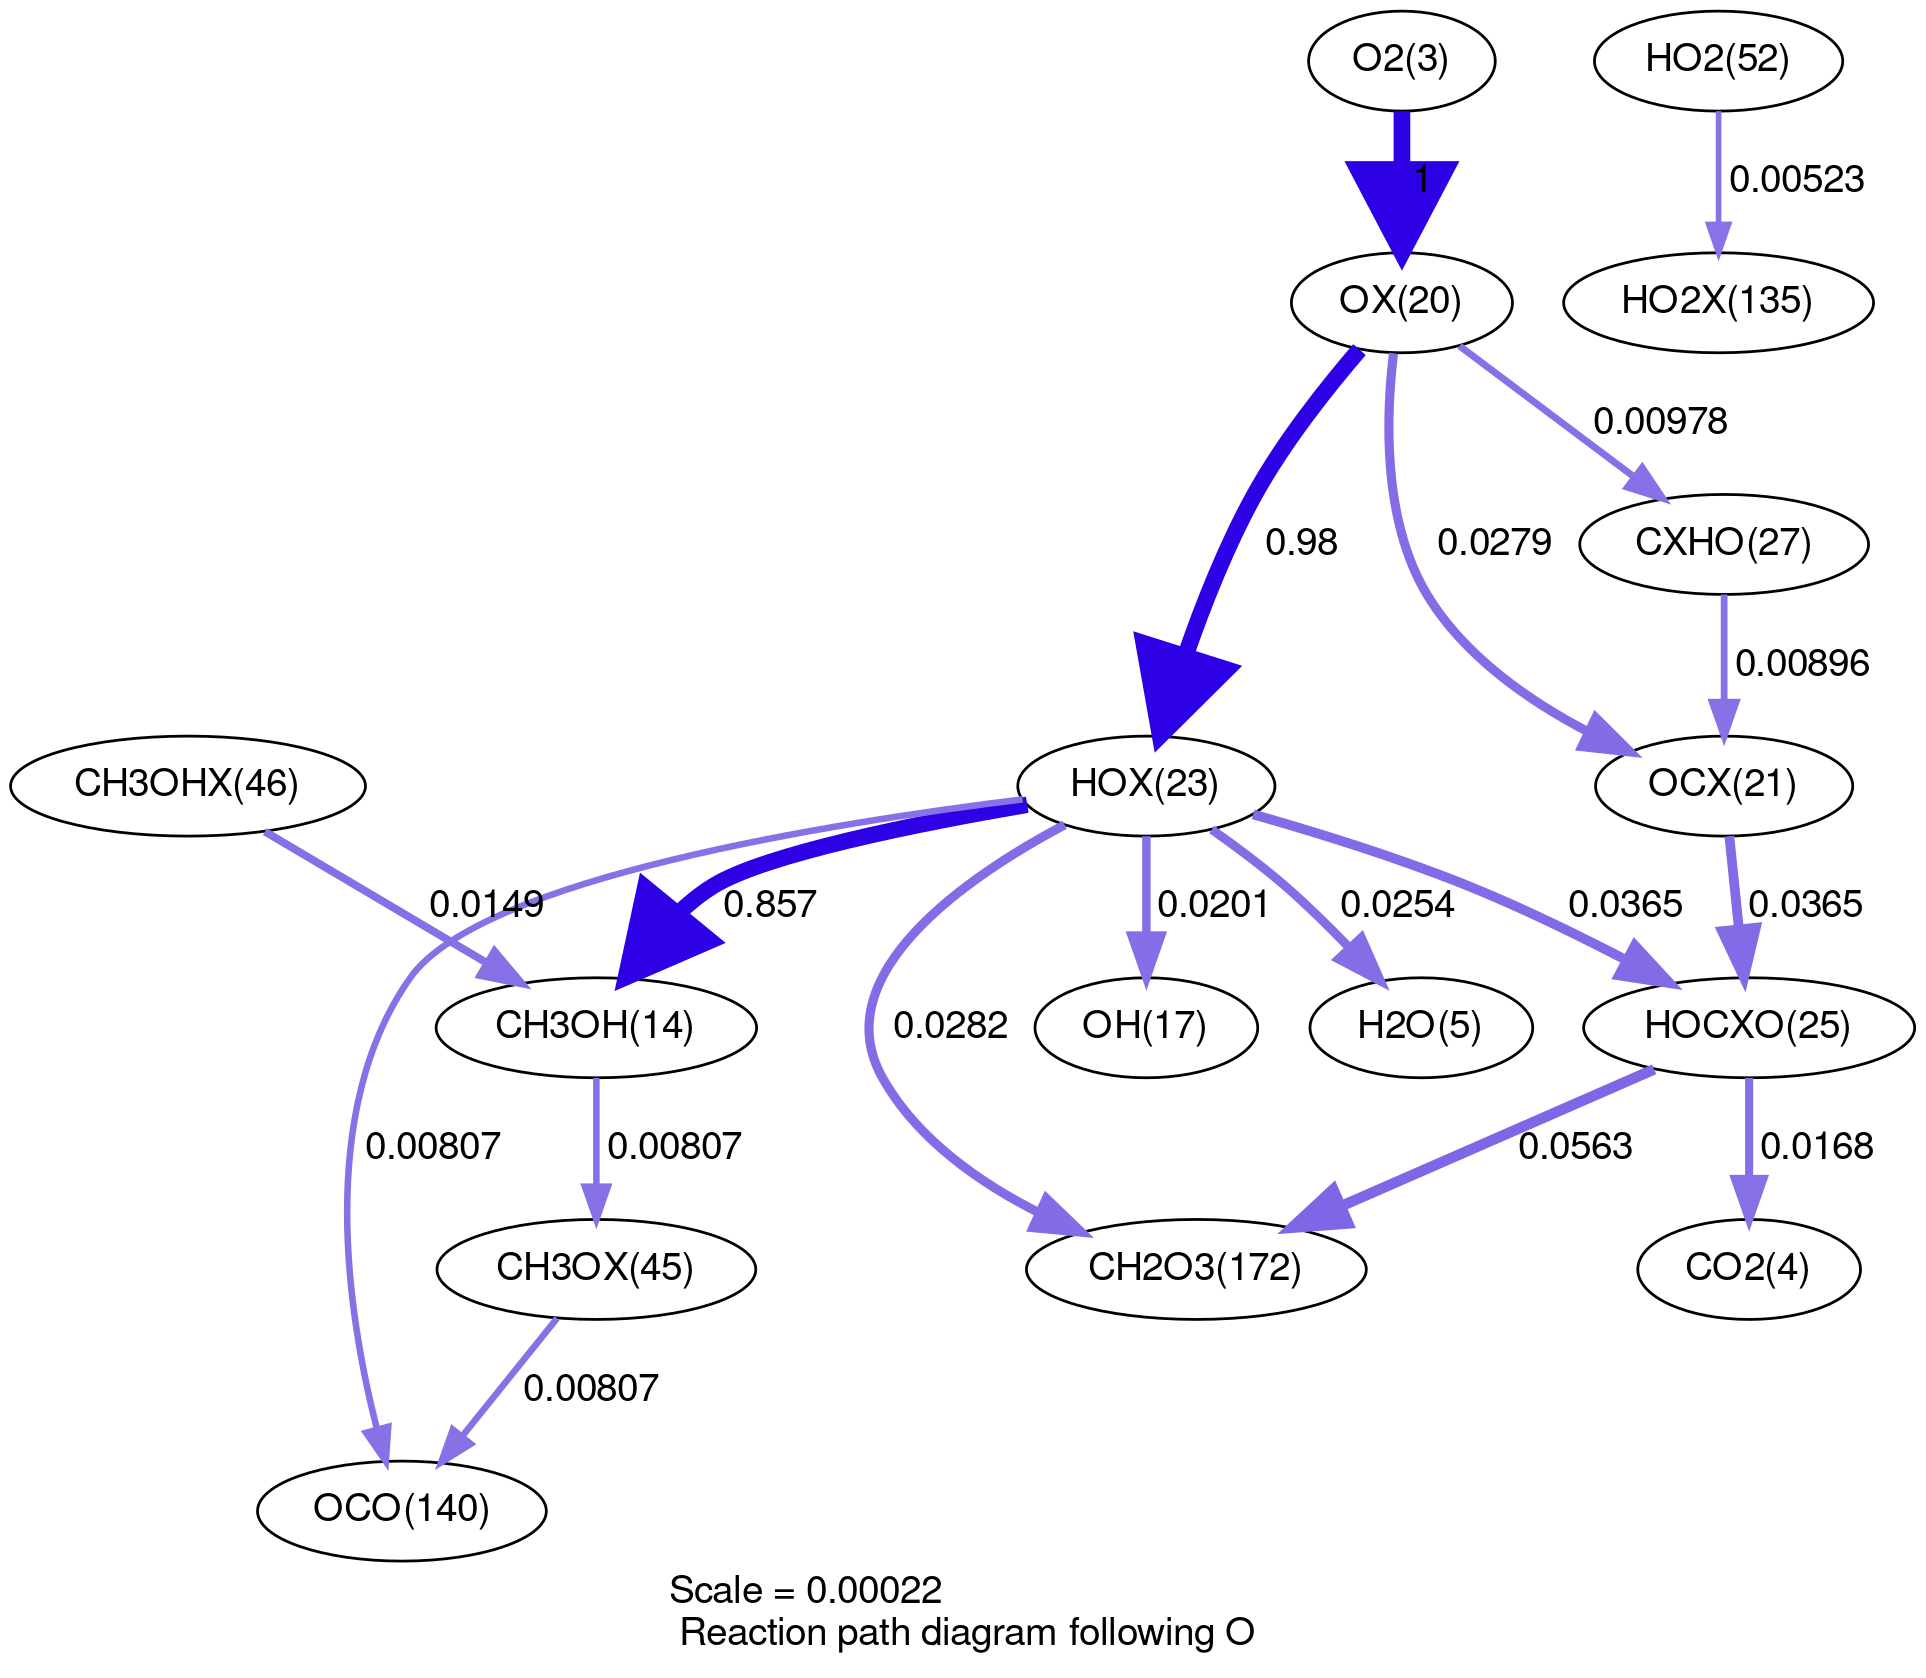 O2(3)
HO2(52)
1
0.00523
OX(20)
HO2X(135)
0.00978
0.98
0.0279
CXHO(27)
0.00896
CH3OHX(46)
HOX(23)
OCX(21)
0.0149
0.857
0.0201
0.0254
0.0365
0.0365
CH3OH(14)
0.0282
OH(17)
H2O(5)
HOCXO(25)
0.00807
0.00807
0.0563
0.0168
CH3OX(45)
CH2O3(172)
CO2(4)
0.00807
OCO(140)
Scale = 0.00022
Reaction path diagram following O